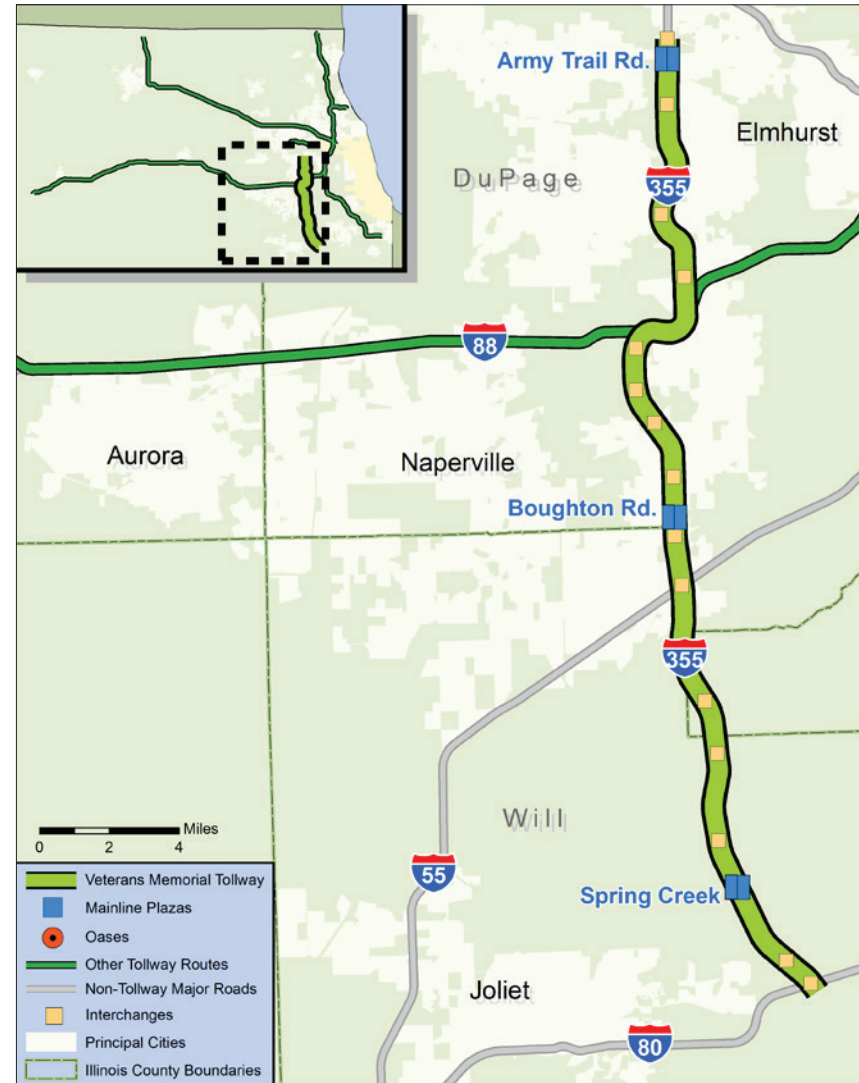 Army Trail Rd.
Elmhurst
DuPage
355
88
Aurora
Naperville
Boughton Rd.
355
Miles
0 2 4
Will
55
Spring Creek
Joliet
80
Veterans Memorial Tollway
Mainline Plazas
Oases
Other Tollway Routes
Non-Tollway Major Roads
Interchanges
Principal Cities
Illinois County Boundaries